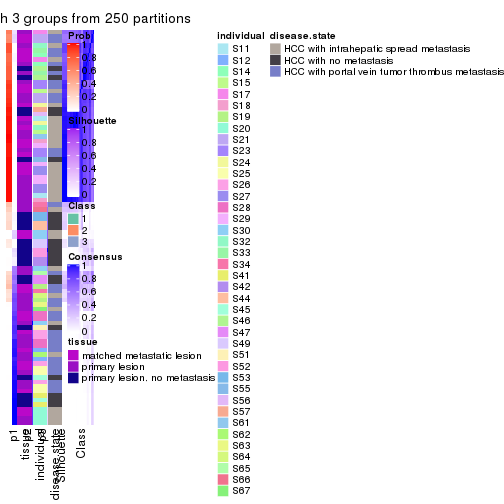 h 3 groups from 250 partitions
Prob
1
0.8
0.6
0.4
0.2
0
Silhouette
1
0.8
0.6
0.4
0.2
0
Class
1
2
3
Consensus
1
0.8
0.6
0.4
0.2
0
tissue
matched metastatic lesion
primary lesion
primary lesion. no metastasis
individual
S11
S12
S14
S15
S17
S18
S19
S20
S21
S23
S24
S25
S26
S27
S28
S29
S30
S32
S33
S34
S41
S42
S44
S45
S46
S47
S49
S51
S52
S53
S55
S56
S57
S61
S62
S63
S64
S65
S66
S67
disease.state
HCC with intrahepatic spread metastasis
HCC with no metastasis
HCC with portal vein tumor thrombus metastasis
p1
tissue
individual
disease.state
Silhouette
Class